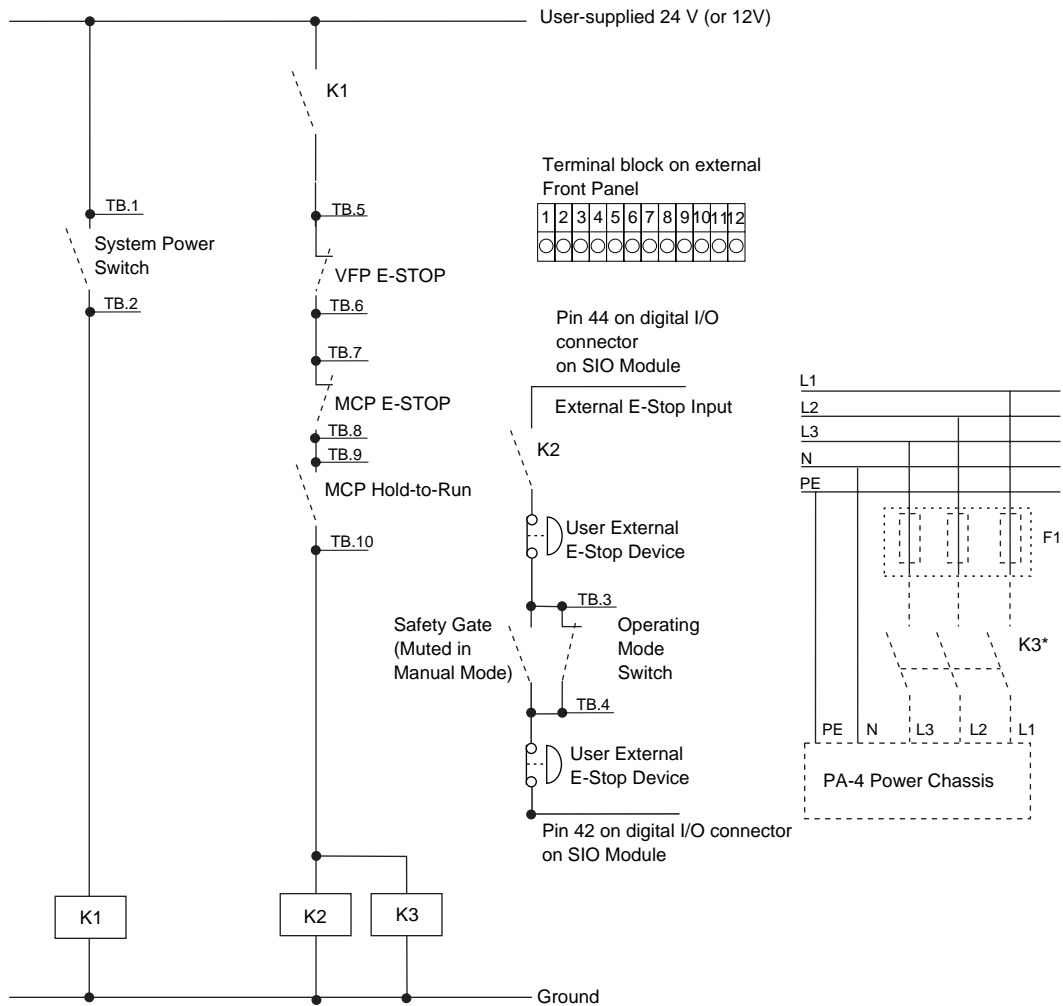 User-supplied 24 V (or 12V)
K1
Terminal block on external
Front Panel
1 2 3 4 5 6 7 8 9 10 11 12
TB.1
System Power
Switch
TB.2
TB.5
VFP E-STOP
TB.6
TB.7
MCP E-STOP
TB.8
TB.9
MCP Hold-to-Run
TB.10
Pin 44 on digital I/O
connector
on SIO Module
External E-Stop Input
K2
User External
E-Stop Device
TB.3
Safety Gate
(Muted in
Manual Mode)
Operating
Mode
Switch
TB.4
User External
E-Stop Device
Pin 42 on digital I/O connector
on SIO Module
L1
L2
L3
N
PE
F1
K3*
PE N L3 L2 L1
PA-4 Power Chassis
K1
K2
K3
Ground